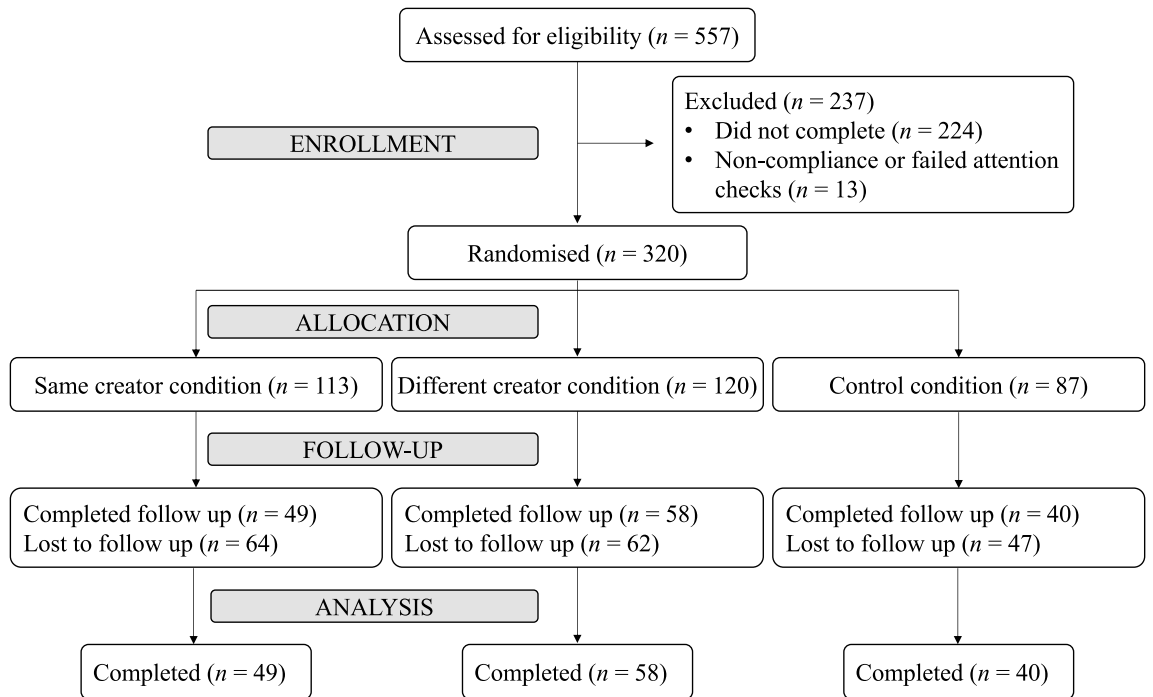 Assessed for eligibility (n = 557)
Excluded (n = 237)
• Did not complete (n = 224)
• Non-compliance or failed attention
checks (n = 13)
ENROLLMENT
Randomised (n = 320)
ALLOCATION
Same creator condition (n = 113)
Different creator condition (n = 120)
Control condition (n = 87)
FOLLOW-UP
Completed follow up (n = 49)
Lost to follow up (n = 64)
Completed follow up (n = 58)
Lost to follow up (n = 62)
Completed follow up (n = 40)
Lost to follow up (n = 47)
ANALYSIS
Completed (n = 49)
Completed (n = 58)
Completed (n = 40)